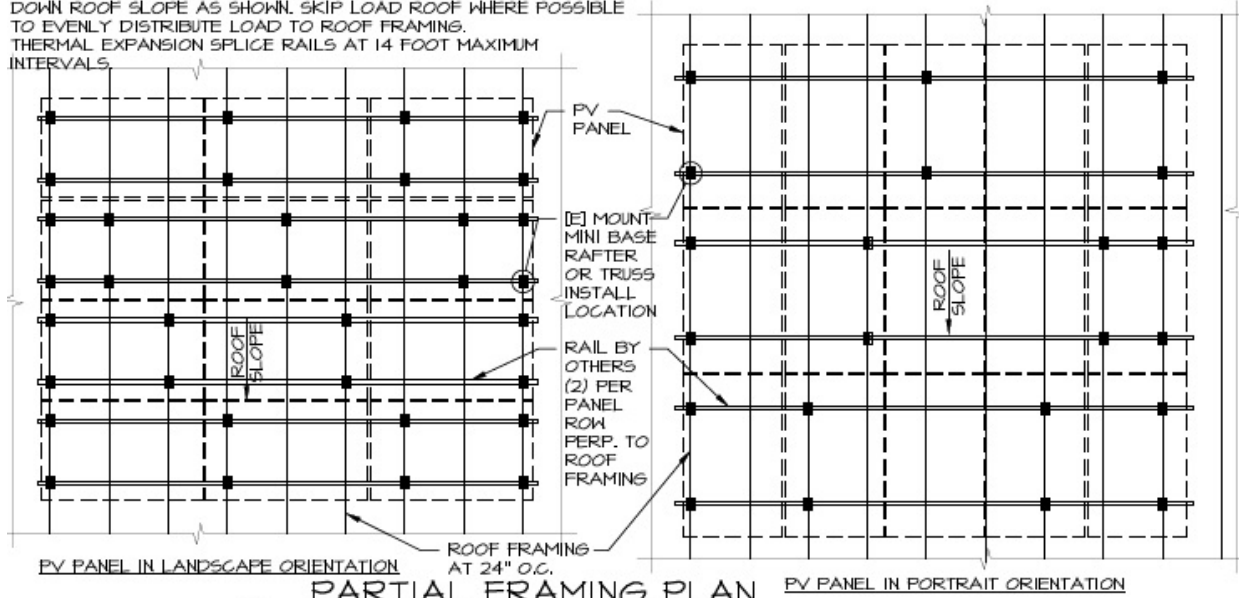 DOWN ROOF SLOPE AS SHOWN. SKIP LOAD ROOF WHERE POSSIBLE
TO EVENLY DISTRIBUTE LOAD TO ROOF FRAMING.
THERMAL EXPANSION SPLICE RAILS AT 14 FOOT MAXIMUM
INTERVALS.
PV
PANEL
[E] MOUNT
MINI BASE
RAFTER
OR TRUSS
INSTALL
LOCATION
RAIL BY
OTHERS
(2) PER
PANEL
ROW
PERP. TO
ROOF
FRAMING
ROOF
SLOPE
ROOF
SLOPE
ROOF FRAMING
AT 24" O.C.
PV PANEL IN LANDSCAPE ORIENTATION
PV PANEL IN PORTRAIT ORIENTATION
PARTIAL FRAMING PLAN